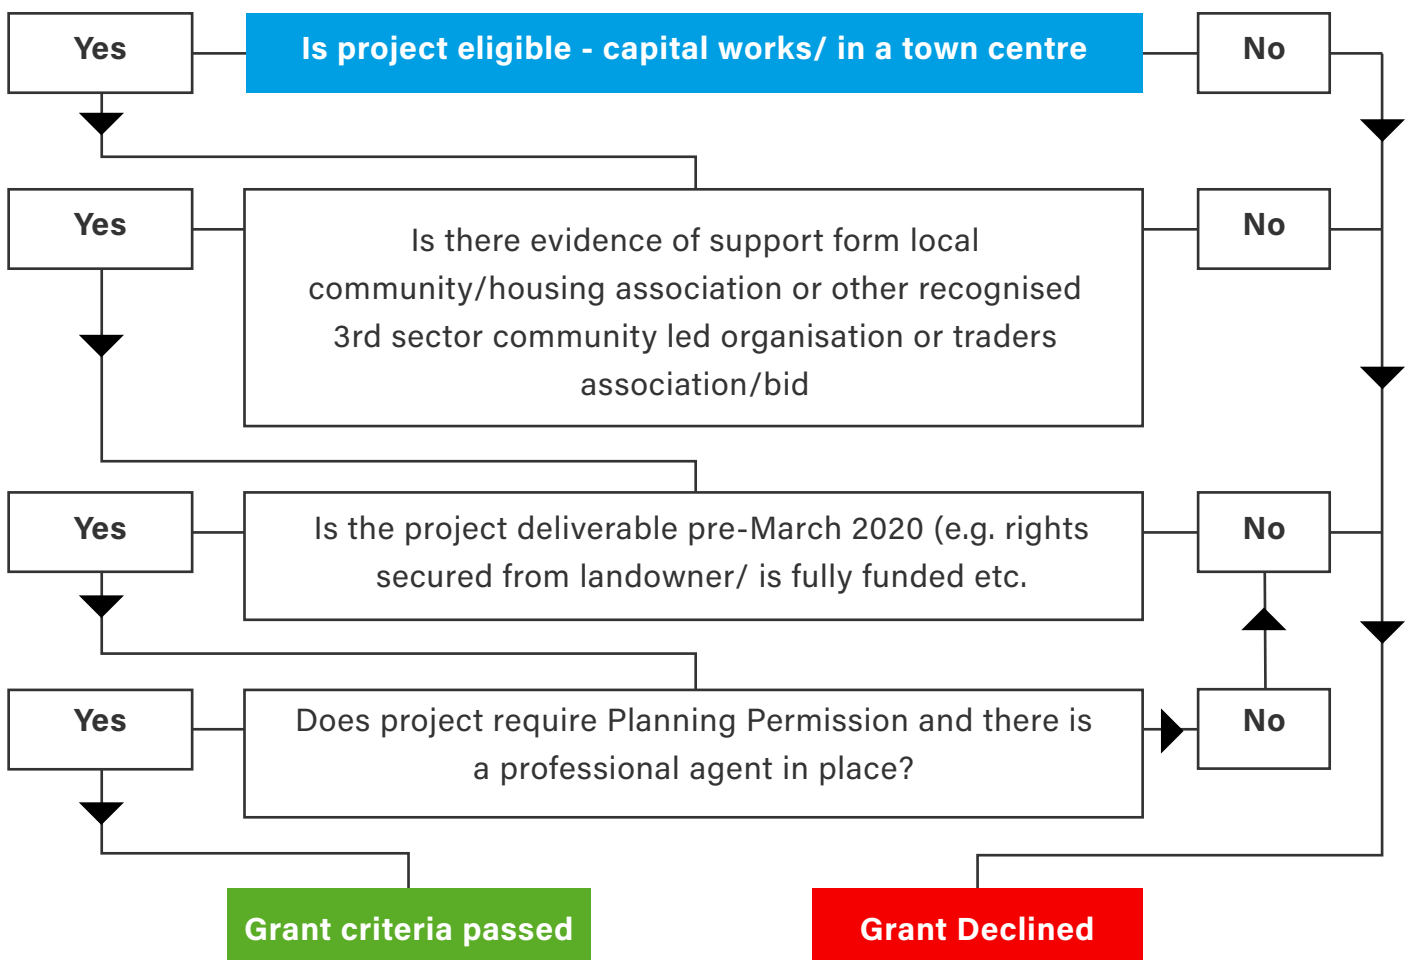 Yes
Is project eligible - capital works/ in a town centre
No
Yes
Is there evidence of support form local
community/housing association or other recognised
3rd sector community led organisation or traders
association/bid
No
Yes
Is the project deliverable pre-March 2020 (e.g. rights
secured from landowner/ is fully funded etc.
No
Yes
Does project require Planning Permission and there is
a professional agent in place?
No
Grant criteria passed
Grant Declined